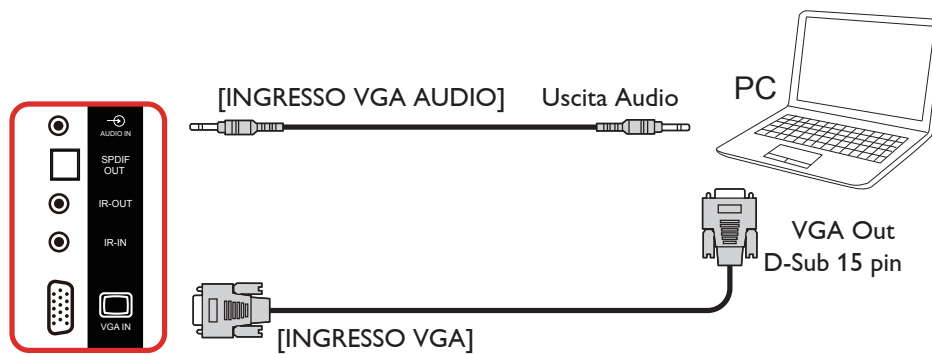 [INGRESSO VGA AUDIO]
Uscita Audio
PC
AUDIO IN
SPDIF
OUT
IR-OUT
IR-IN
VGA IN
VGA Out
D-Sub 15 pin
[INGRESSO VGA]